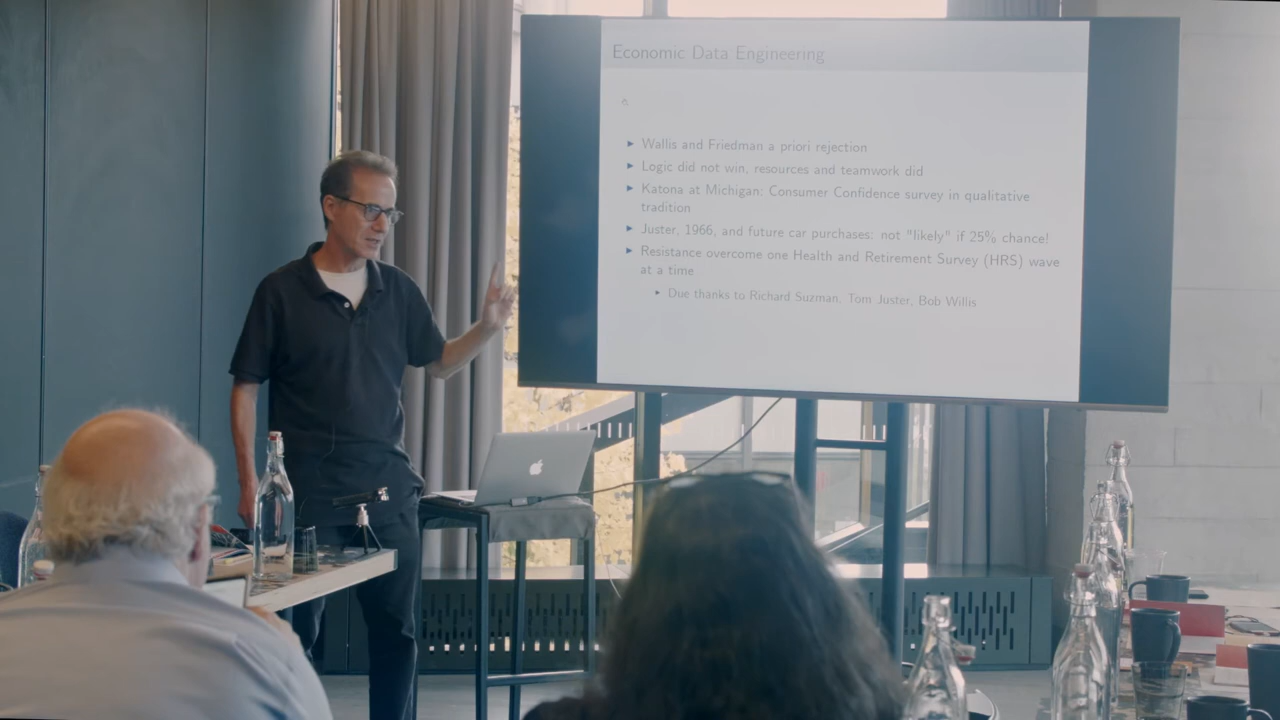 Economic Data Engineering
Wallis and Friedman a priori rejection
Logic did not win, resources and teamwork did
Katona at Michigan: Consumer Confidence survey in qualitative
tradition
Juster, 1966, and future car purchases: not "likely" if 25% chance!
Resistance overcome one Health and Retirement Survey (HRS) wave
at a time
Due thanks to Richard Suzman, Tom Juster, Bob Willis